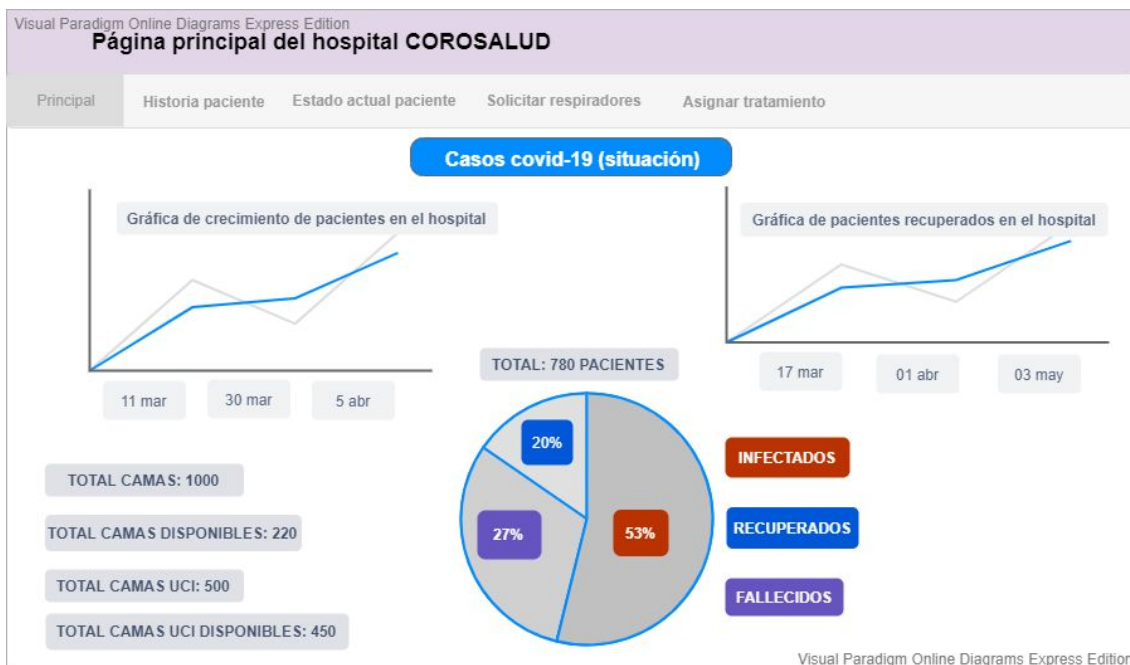 Visual Paradigm Online Diagrams Express Edition
Página principal del hospital COROSALUD
Principal
Historia paciente
Estado actual paciente
Solicitar respiradores
Asignar tratamiento
Casos covid-19 (situación)
Gráfica de crecimiento de pacientes en el hospital
Gráfica de pacientes recuperados en el hospital
11 mar
30 mar
5 abr
17 mar
01 abr
03 may
TOTAL: 780 PACIENTES
20%
27%
53%
INFECTADOS
RECUPERADOS
FALLECIDOS
TOTAL CAMAS: 1000
TOTAL CAMAS DISPONIBLES: 220
TOTAL CAMAS UCI: 500
TOTAL CAMAS UCI DISPONIBLES: 450
Visual Paradigm Online Diagrams Express Edition